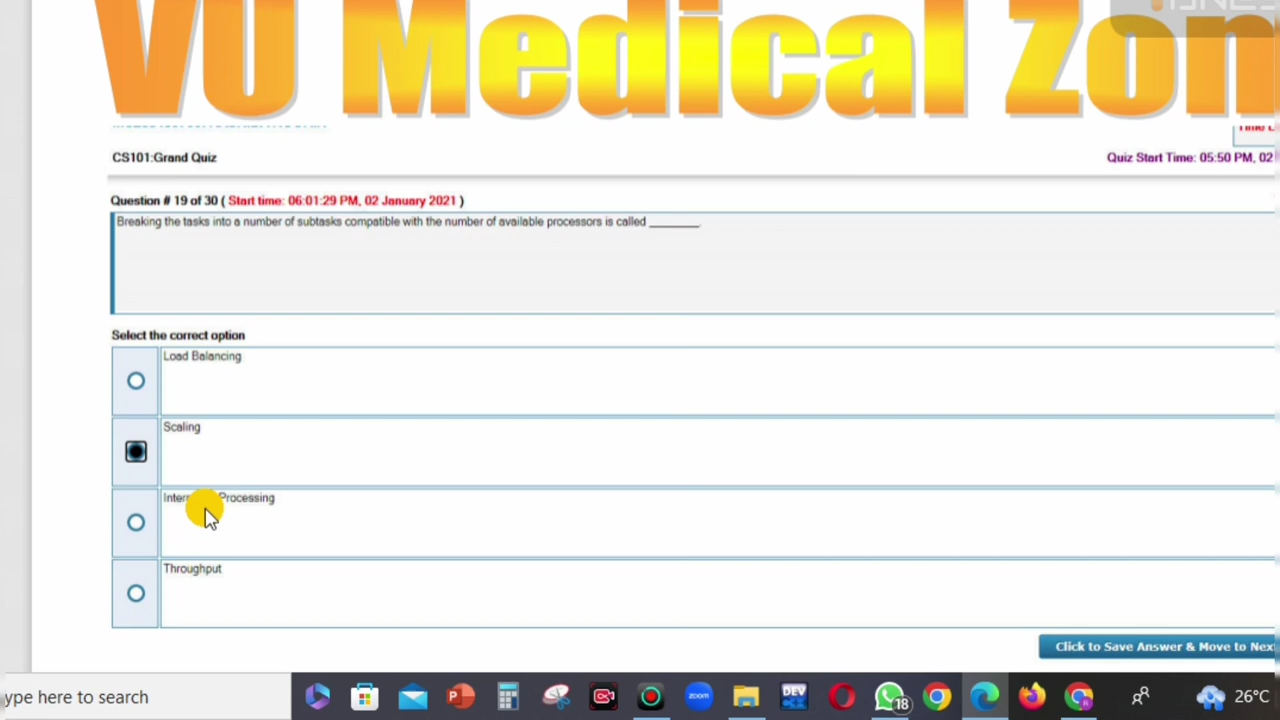 VU Medical Zon
CS101:Grand Quiz
Quiz Start Time: 05:50 PM, 02
Question # 19 of 30 ( Start time: 06:01:29 PM, 02 January 2021 )
Breaking the tasks into a number of subtasks compatible with the number of available processors is called ________.
Select the correct option
Load Balancing
Scaling
Processing
Throughput
Click to Save Answer & Move to Nex
ype here to search
DEV
zoom
18
26°C